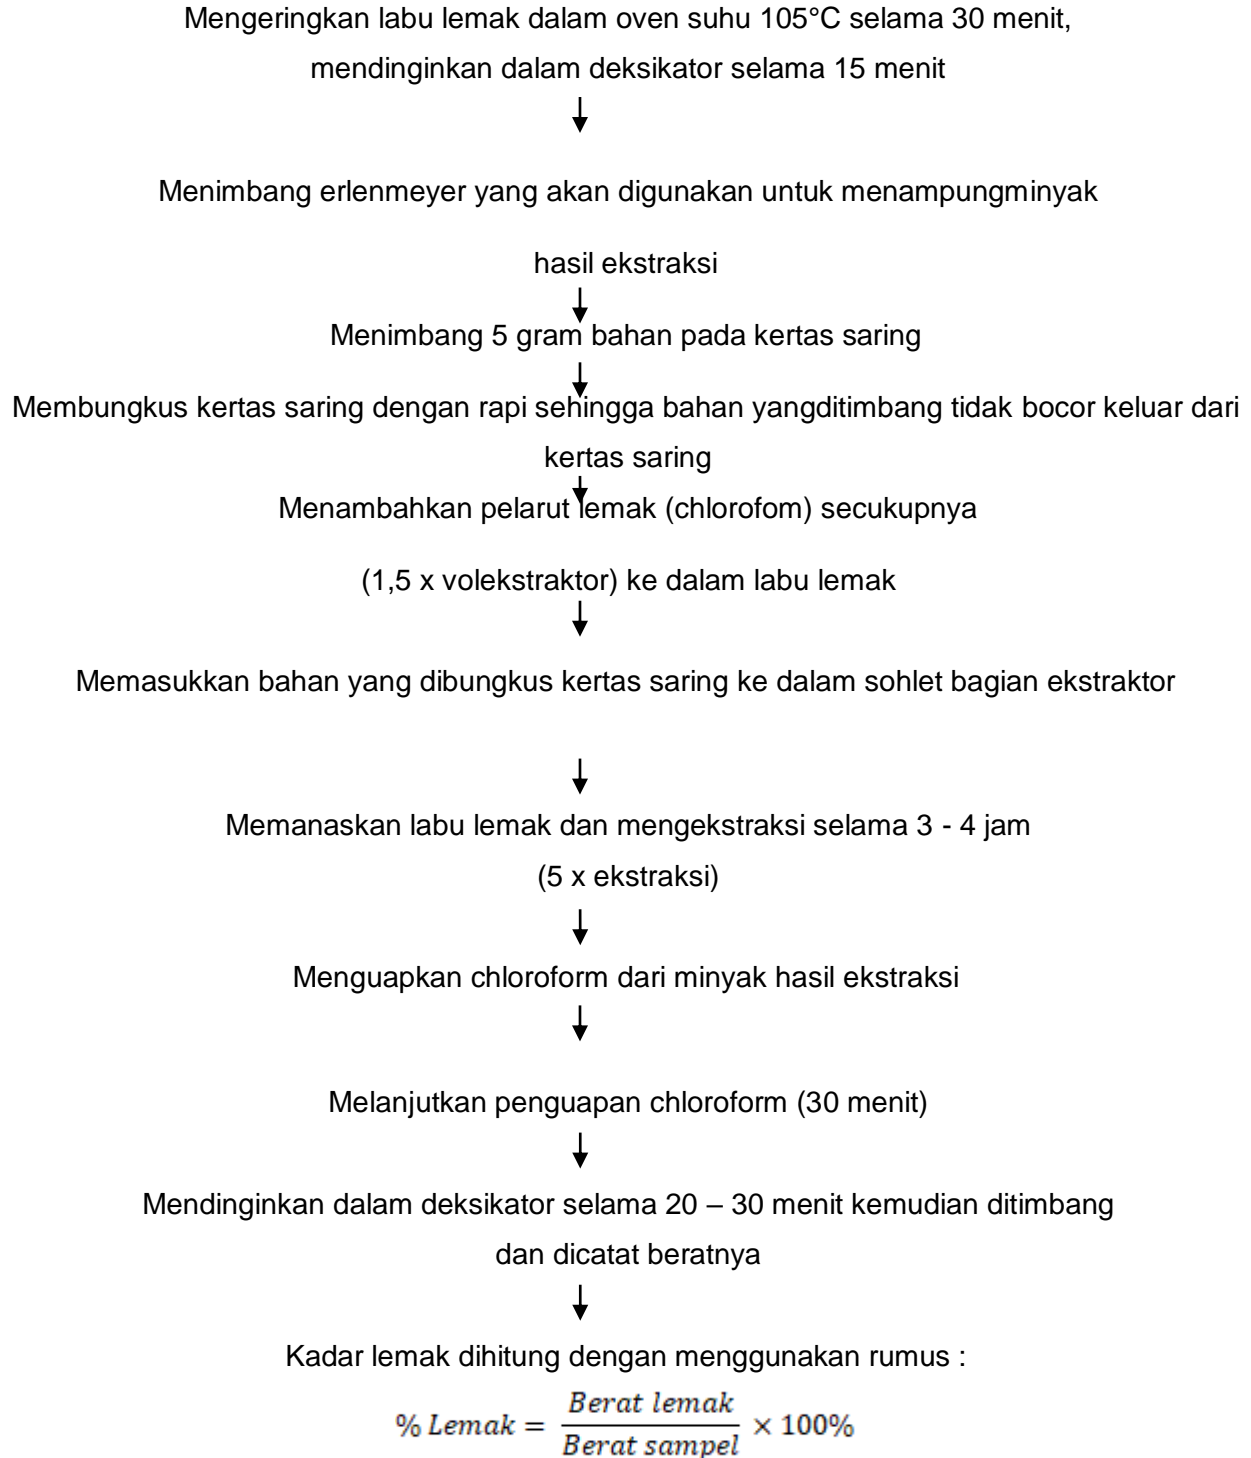 Mengeringkan labu lemak dalam oven suhu 105°C selama 30 menit,
mendinginkan dalam deksikator selama 15 menit
Menimbang erlenmeyer yang akan digunakan untuk menampungminyak
hasil ekstraksi
Menimbang 5 gram bahan pada kertas saring
Membungkus kertas saring dengan rapi sehingga bahan yangditimbang tidak bocor keluar dari
kertas saring
Menambahkan pelarut lemak (chlorofom) secukupnya
(1,5 x volekstraktor) ke dalam labu lemak
Memasukkan bahan yang dibungkus kertas saring ke dalam sohlet bagian ekstraktor
Memanaskan labu lemak dan mengekstraksi selama 3 - 4 jam
(5 x ekstraksi)
Menguapkan chloroform dari minyak hasil ekstraksi
Melanjutkan penguapan chloroform (30 menit)
Mendinginkan dalam deksikator selama 20 – 30 menit kemudian ditimbang
dan dicatat beratnya
Kadar lemak dihitung dengan menggunakan rumus :
% Lemak = Berat lemak / Berat sampel × 100%